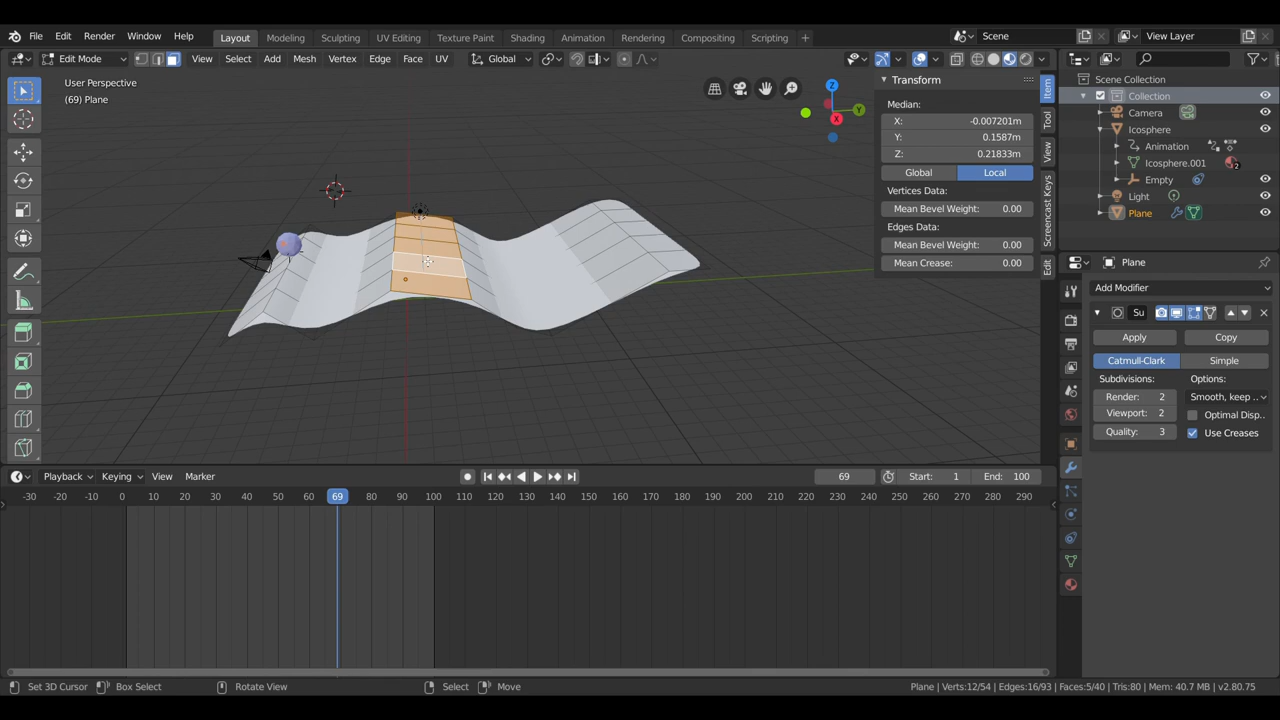 File Edit Render Window Help Layout Modeling Sculpting UV Editing Texture Paint Shading Animation Rendering Compositing Scripting + Scene View Layer
Edit Mode View Select Add Mesh Vertex Edge Face UV Global
User Perspective
(69) Plane
Z
Y
X
Transform
Median:
X: -0.007201m
Y: 0.1587m
Z: 0.21833m
Global Local
Vertices Data:
Mean Bevel Weight: 0.00
Edges Data:
Mean Bevel Weight: 0.00
Mean Crease: 0.00
Item
Tool
View
Screencast Keys
Edit
Scene Collection
Collection
Camera
Icosphere
Animation
Icosphere.001
2
Empty
Light
Plane
Plane
Add Modifier
Su
Apply Copy
Catmull-Clark Simple
Subdivisions: Options:
Render: 2 Smooth, keep ..
Viewport: 2 Optimal Disp..
Quality: 3 Use Creases
Playback Keying View Marker 69 Start: 1 End: 100
-30 -20 -10 0 10 20 30 40 50 60 69 80 90 100 110 120 130 140 150 160 170 180 190 200 210 220 230 240 250 260 270 280 290
Set 3D Cursor Box Select Rotate View Select Move Plane | Verts:12/54 | Edges:16/93 | Faces:5/40 | Tris:80 | Mem: 40.7 MB | v2.80.75